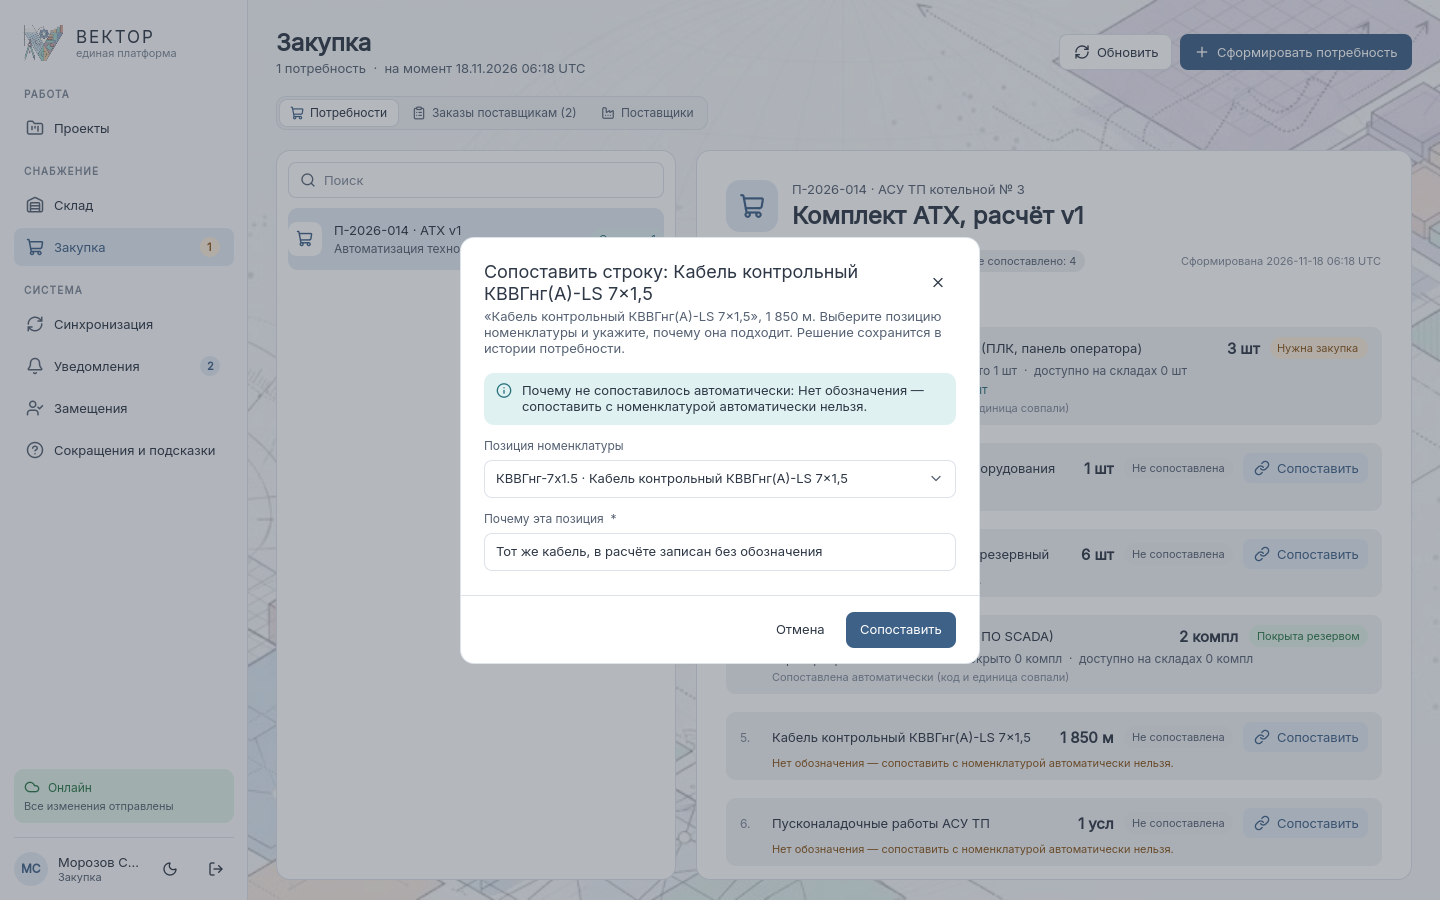 ВЕКТОР
единая платформа
РАБОТА
Проекты
СНАБЖЕНИЕ
Склад
Закупка 1
СИСТЕМА
Синхронизация
Уведомления 2
Замещения
Сокращения и подсказки
Онлайн
Все изменения отправлены
МС
Морозов С...
Закупка
Закупка
1 потребность · на момент 18.11.2026 06:18 UTC
Обновить
Сформировать потребность
Потребности
Заказы поставщикам (2)
Поставщики
Поиск
П-2026-014 · АТХ v1
Автоматизация техно
П-2026-014 · АСУ ТП котельной № 3
Комплект АТХ, расчёт v1
е сопоставлено: 4
Сформирована 2026-11-18 06:18 UTC
(ПЛК, панель оператора) 3 шт Нужна закупка
то 1 шт · доступно на складах 0 шт
шт
единица совпали)
орудования 1 шт Не сопоставлена Сопоставить
резервный 6 шт Не сопоставлена Сопоставить
ПО SCADA) 2 компл Покрыта резервом
крыто 0 компл · доступно на складах 0 компл
Сопоставлена автоматически (код и единица совпали)
5. Кабель контрольный КВВГнг(А)-LS 7×1,5 1 850 м Не сопоставлена Сопоставить
Нет обозначения — сопоставить с номенклатурой автоматически нельзя.
6. Пусконаладочные работы АСУ ТП 1 усл Не сопоставлена Сопоставить
Нет обозначения — сопоставить с номенклатурой автоматически нельзя.
Сопоставить строку: Кабель контрольный
КВВГнг(А)-LS 7×1,5
«Кабель контрольный КВВГнг(А)-LS 7×1,5», 1 850 м. Выберите позицию
номенклатуры и укажите, почему она подходит. Решение сохранится в
истории потребности.
Почему не сопоставилось автоматически: Нет обозначения —
сопоставить с номенклатурой автоматически нельзя.
Позиция номенклатуры
КВВГнг-7х1.5 · Кабель контрольный КВВГнг(А)-LS 7×1,5
Почему эта позиция *
Тот же кабель, в расчёте записан без обозначения
Отмена
Сопоставить